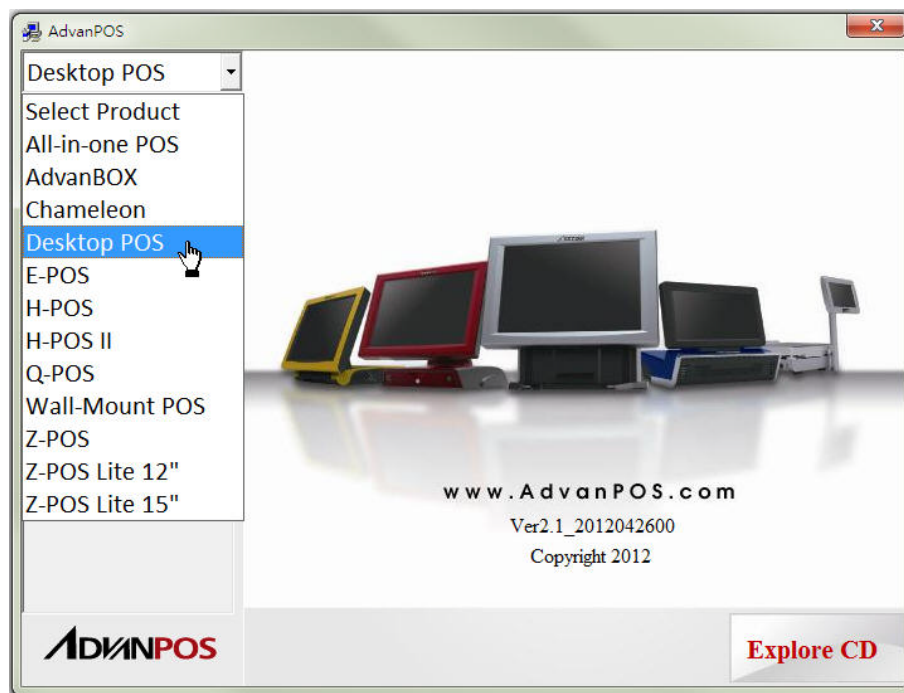 AdvanPOS
Desktop POS
Select Product
All-in-one POS
AdvanBOX
Chameleon
Desktop POS
E-POS
H-POS
H-POS II
Q-POS
Wall-Mount POS
Z-POS
Z-POS Lite 12"
Z-POS Lite 15"
www.AdvanPOS.com
Ver2.1_2012042600
Copyright 2012
ADVANPOS
Explore CD